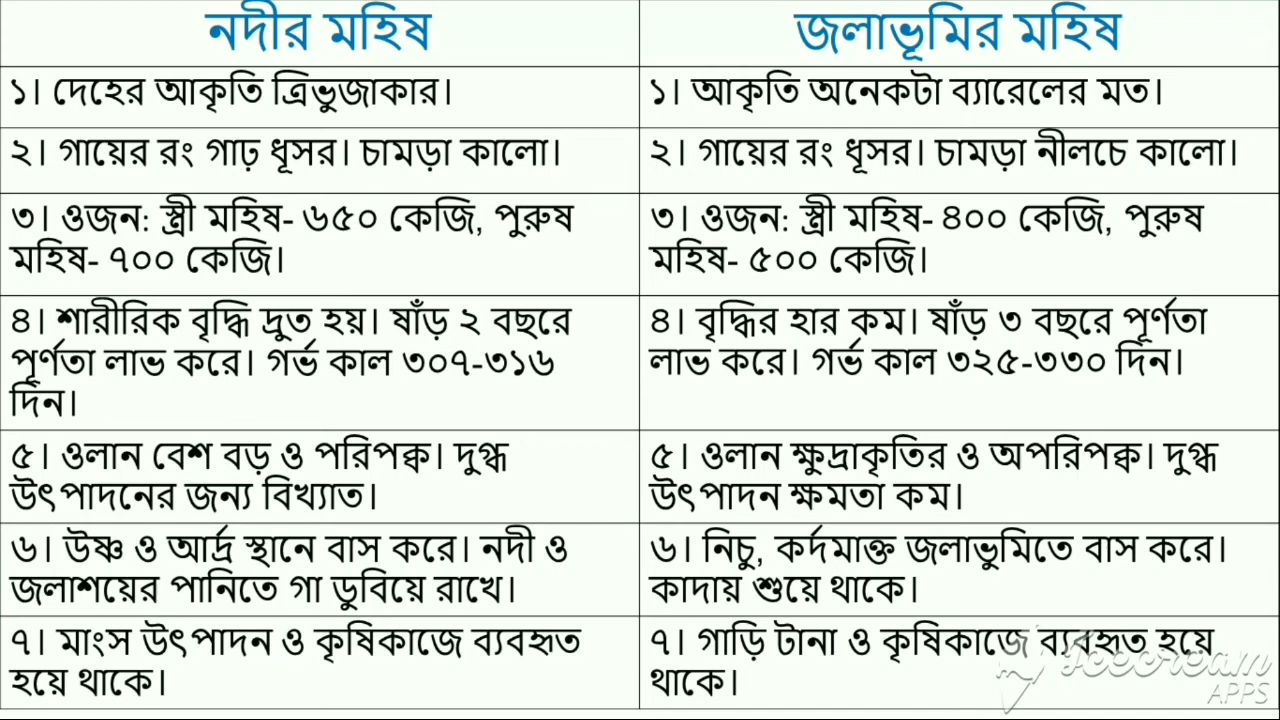 নদীর মহিষ
জলাভূমির মহিষ
১। দেহের আকৃতি ত্রিভুজাকার।
১। আকৃতি অনেকটা ব্যারেলের মত।
২। গায়ের রং গাঢ় ধূসর। চামড়া কালো।
২। গায়ের রং ধূসর। চামড়া নীলচে কালো।
৩। ওজন: স্ত্রী মহিষ- ৬৫০ কেজি, পুরুষ
মহিষ- ৭০০ কেজি।
৩। ওজন: স্ত্রী মহিষ- ৪০০ কেজি, পুরুষ
মহিষ- ৫০০ কেজি।
৪। শারীরিক বৃদ্ধি দ্রুত হয়। ষাঁড় ২ বছরে
পূর্ণতা লাভ করে। গর্ভ কাল ৩০৭-৩১৬
দিন।
৪। বৃদ্ধির হার কম। ষাঁড় ৩ বছরে পূর্ণতা
লাভ করে। গর্ভ কাল ৩২৫-৩৩০ দিন।
৫। ওলান বেশ বড় ও পরিপক্ব। দুগ্ধ
উৎপাদনের জন্য বিখ্যাত।
৫। ওলান ক্ষুদ্রাকৃতির ও অপরিপক্ব। দুগ্ধ
উৎপাদন ক্ষমতা কম।
৬। উষ্ণ ও আর্দ্র স্থানে বাস করে। নদী ও
জলাশয়ের পানিতে গা ডুবিয়ে রাখে।
৬। নিচু, কর্দমাক্ত জলাভুমিতে বাস করে।
কাদায় শুয়ে থাকে।
৭। মাংস উৎপাদন ও কৃষিকাজে ব্যবহৃত
হয়ে থাকে।
৭। গাড়ি টানা ও কৃষিকাজে ব্যবহৃত হয়ে
থাকে।
Icecream
APPS